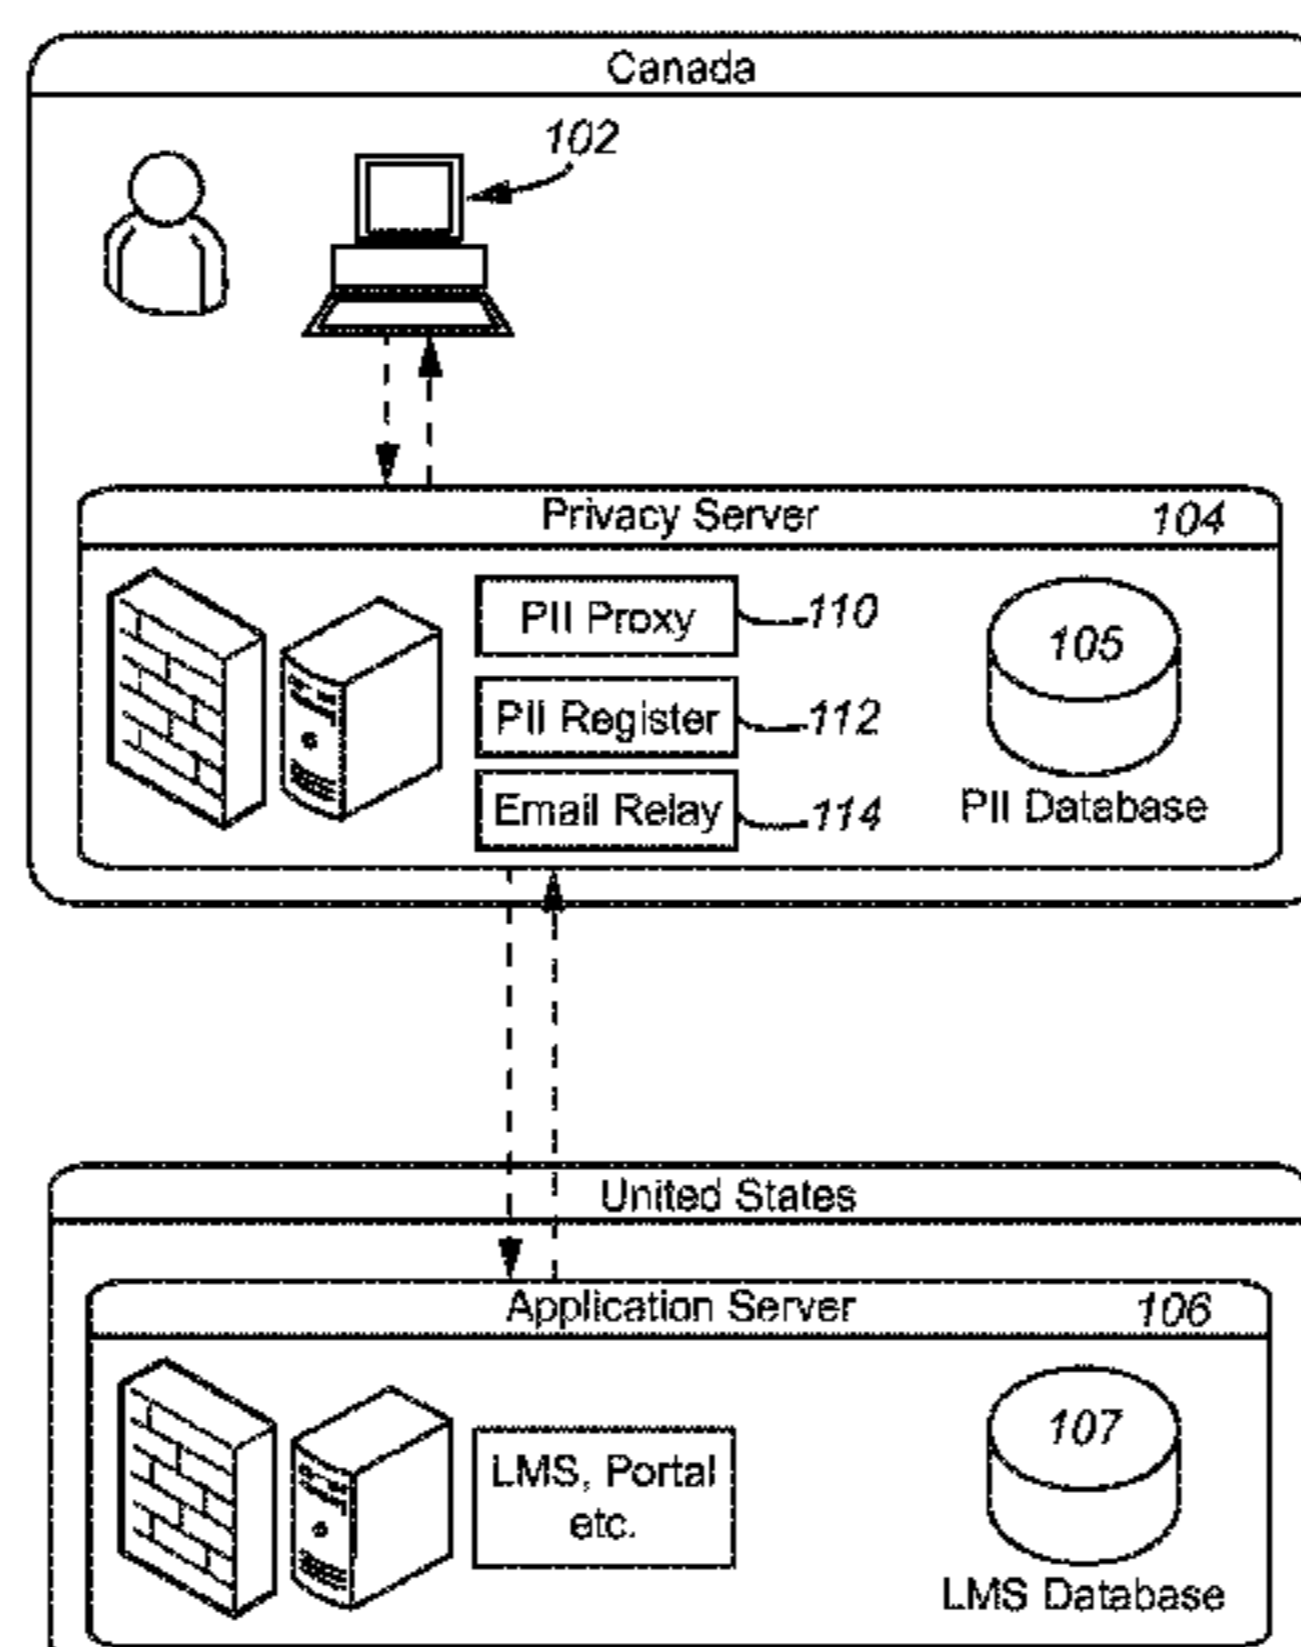 Canada
102
Privacy Server 104
PII Proxy 110
105
PII Register 112
Email Relay 114
PII Database
United States
Application Server 106
LMS, Portal
etc.
107
LMS Database